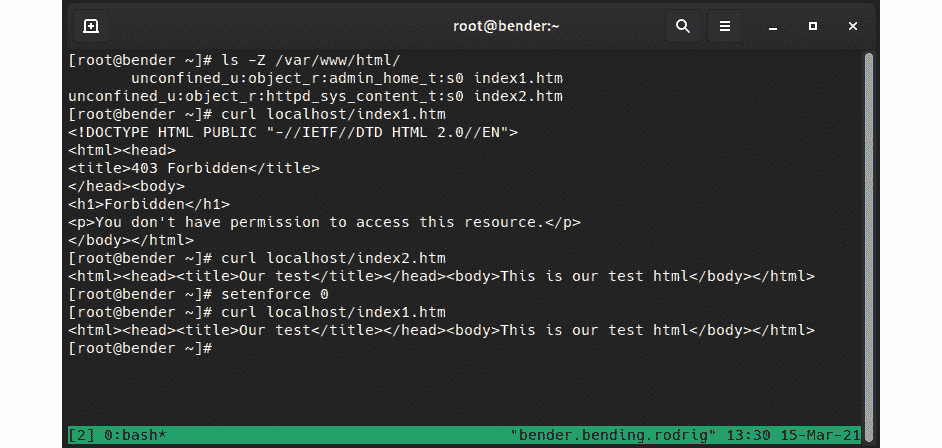 root@bender:~
[root@bender ~]# ls -Z /var/www/html/
unconfined_u:object_r:admin_home_t:s0 index1.htm
unconfined_u:object_r:httpd_sys_content_t:s0 index2.htm
[root@bender ~]# curl localhost/index1.htm
<!DOCTYPE HTML PUBLIC "-//IETF//DTD HTML 2.0//EN">
<html><head>
<title>403 Forbidden</title>
</head><body>
<h1>Forbidden</h1>
<p>You don't have permission to access this resource.</p>
</body></html>
[root@bender ~]# curl localhost/index2.htm
<html><head><title>Our test</title></head><body>This is our test html</body></html>
[root@bender ~]# setenforce 0
[root@bender ~]# curl localhost/index1.htm
<html><head><title>Our test</title></head><body>This is our test html</body></html>
[root@bender ~]#
[2] 0:bash* "bender.bending.rodrig" 13:30 15-Mar-21